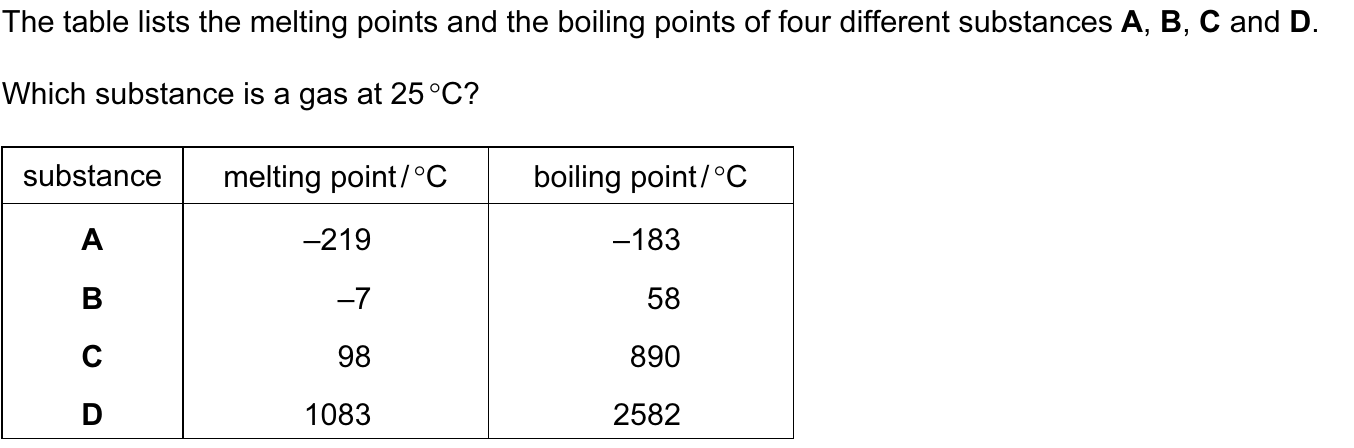 The table lists the melting points and the boiling points of four different substances A, B, C and D.
Which substance is a gas at 25 °C?
substance melting point / °C boiling point / °C
A –219 –183
B –7 58
C 98 890
D 1083 2582